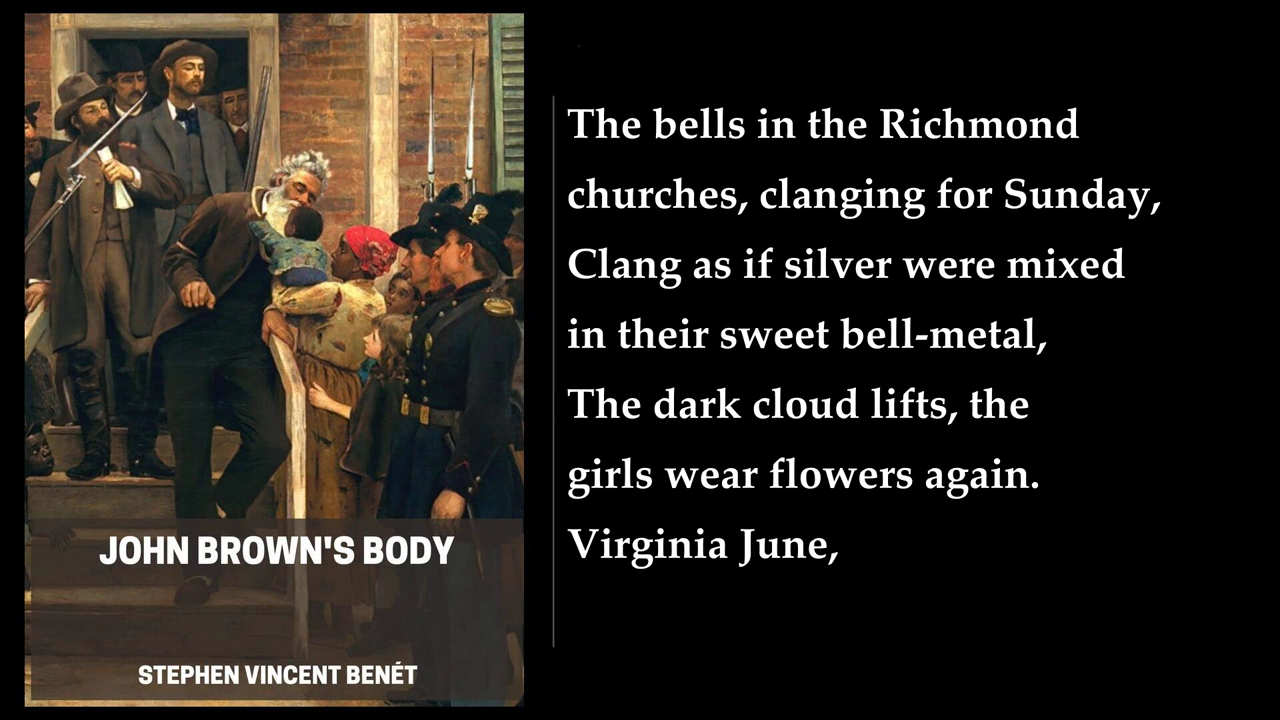 JOHN BROWN'S BODY
STEPHEN VINCENT BENÉT
The bells in the Richmond
churches, clanging for Sunday,
Clang as if silver were mixed
in their sweet bell-metal,
The dark cloud lifts, the
girls wear flowers again.
Virginia June,